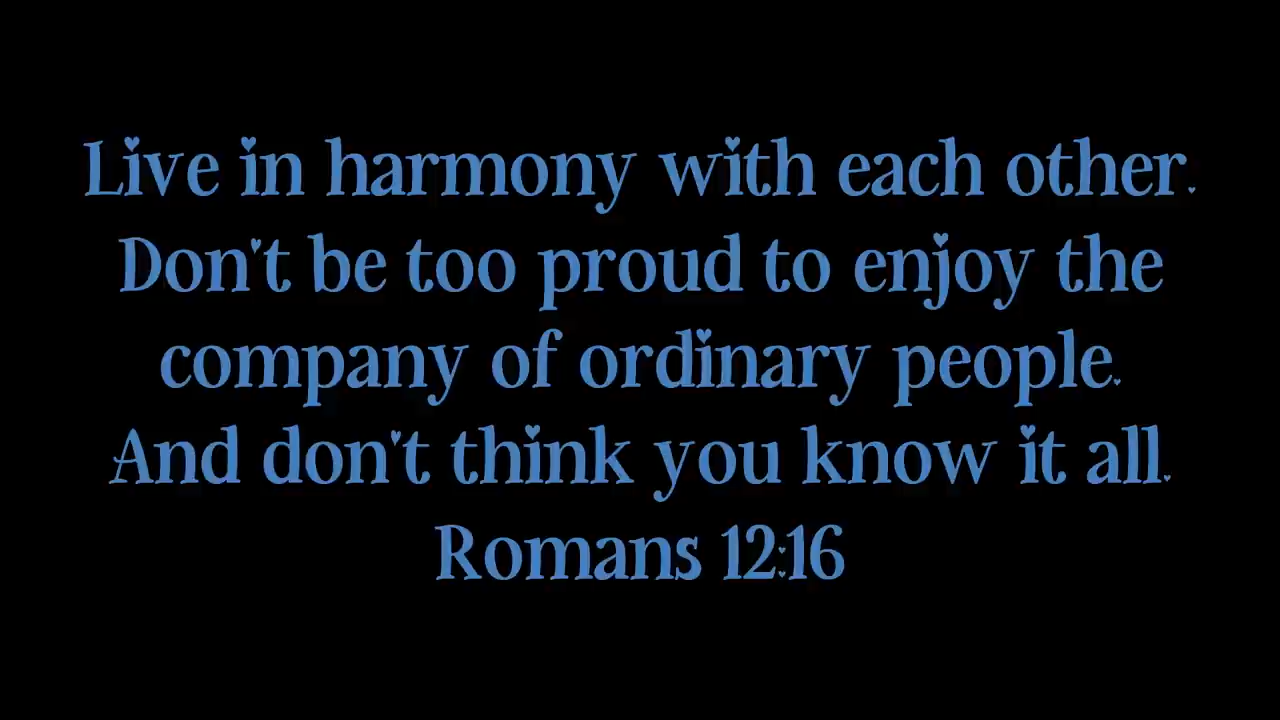 Live in harmony with each other.
Don't be too proud to enjoy the
company of ordinary people.
And don't think you know it all.
Romans 12:16